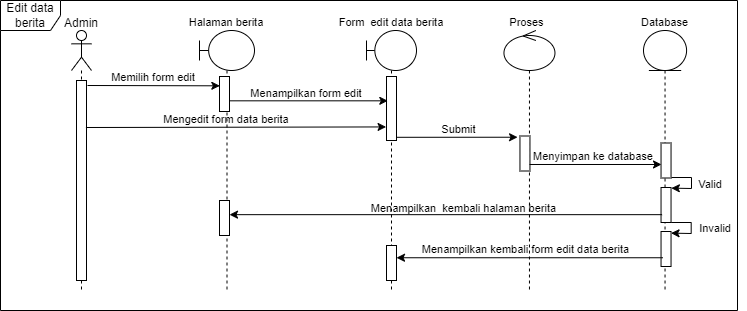 Edit data
berita
Admin
Halaman berita
Form edit data berita
Proses
Database
Memilih form edit
Menampilkan form edit
Mengedit form data berita
Submit
Menyimpan ke database
Valid
Menampilkan kembali halaman berita
Invalid
Menampilkan kembali form edit data berita